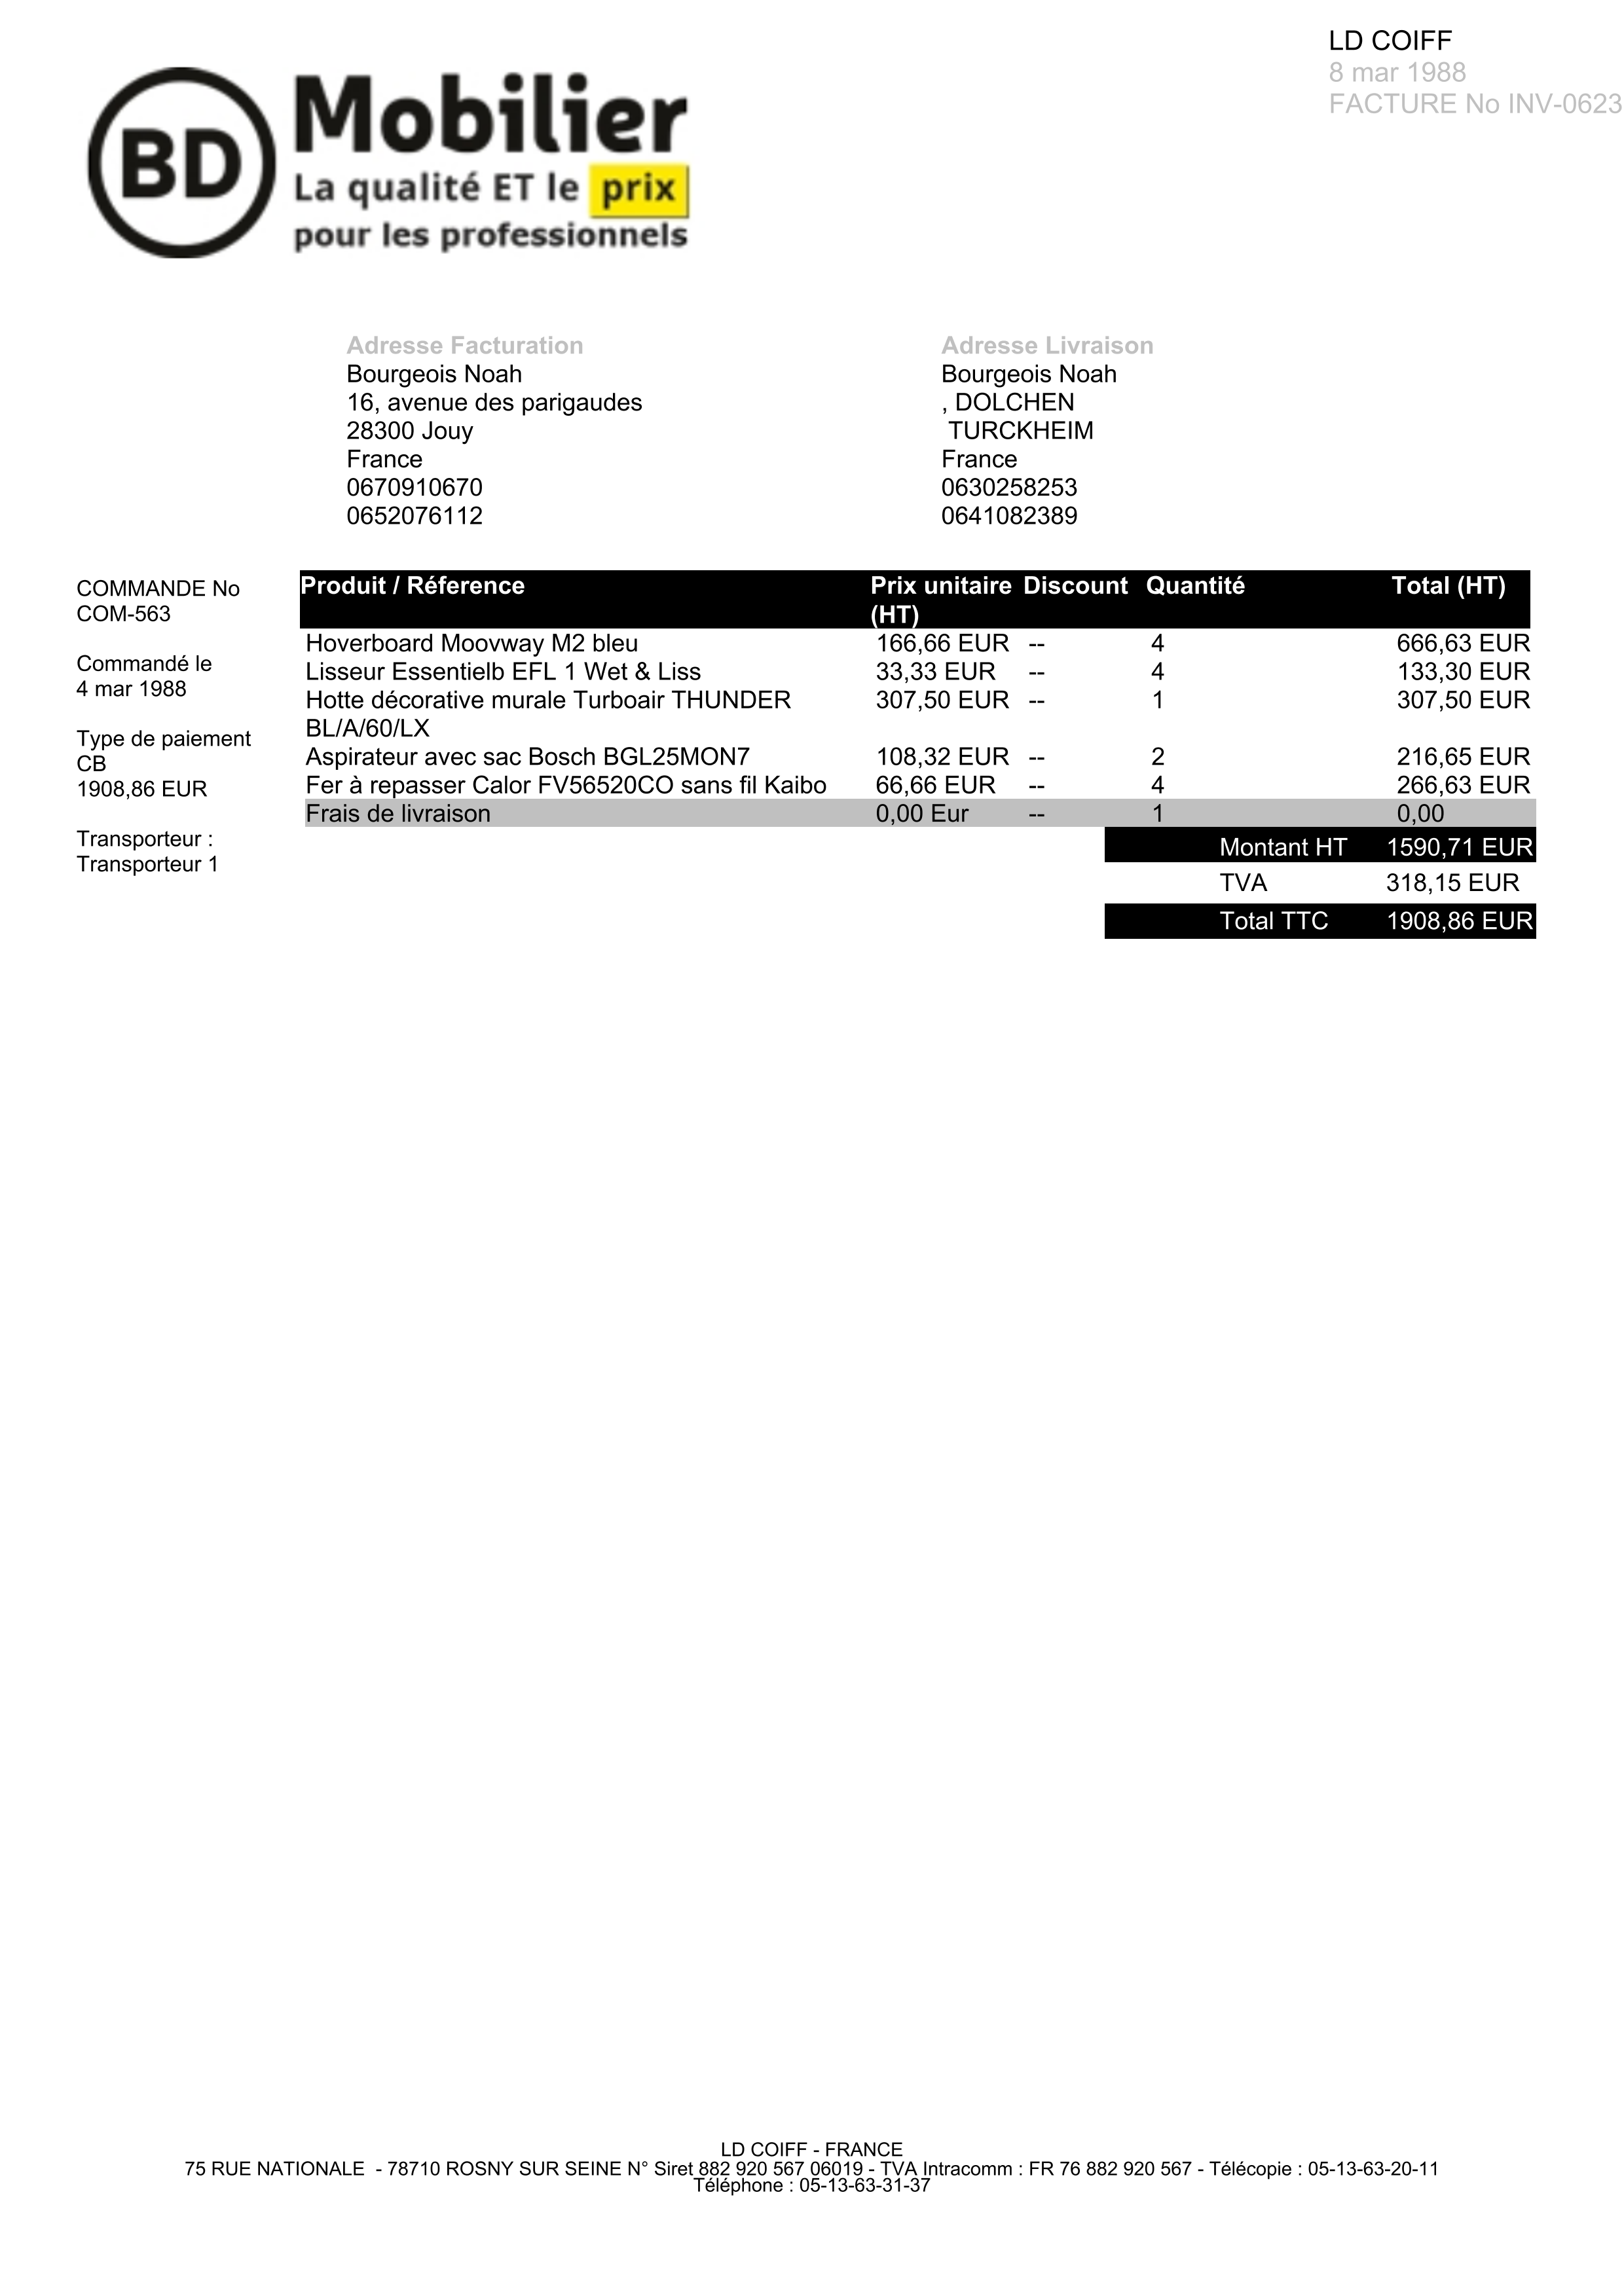 LD COIFF
8 mar 1988
FACTURE No INV-0623
BD
Mobilier
La qualité ET le prix
pour les professionnels
Adresse Facturation
Bourgeois Noah
16, avenue des parigaudes
28300 Jouy
France
0670910670
0652076112
Adresse Livraison
Bourgeois Noah
, DOLCHEN
TURCKHEIM
France
0630258253
0641082389
COMMANDE No
COM-563
Commandé le
4 mar 1988
Type de paiement
CB
1908,86 EUR
Transporteur :
Transporteur 1
Produit / Réference Prix unitaire (HT) Discount Quantité Total (HT)
Hoverboard Moovway M2 bleu 166,66 EUR -- 4 666,63 EUR
Lisseur Essentielb EFL 1 Wet & Liss 33,33 EUR -- 4 133,30 EUR
Hotte décorative murale Turboair THUNDER 307,50 EUR -- 1 307,50 EUR
BL/A/60/LX
Aspirateur avec sac Bosch BGL25MON7 108,32 EUR -- 2 216,65 EUR
Fer à repasser Calor FV56520CO sans fil Kaibo 66,66 EUR -- 4 266,63 EUR
Frais de livraison 0,00 Eur -- 1 0,00
Montant HT 1590,71 EUR
TVA 318,15 EUR
Total TTC 1908,86 EUR
LD COIFF - FRANCE
75 RUE NATIONALE - 78710 ROSNY SUR SEINE N° Siret 882 920 567 06019 - TVA Intracomm : FR 76 882 920 567 - Télécopie : 05-13-63-20-11
Téléphone : 05-13-63-31-37